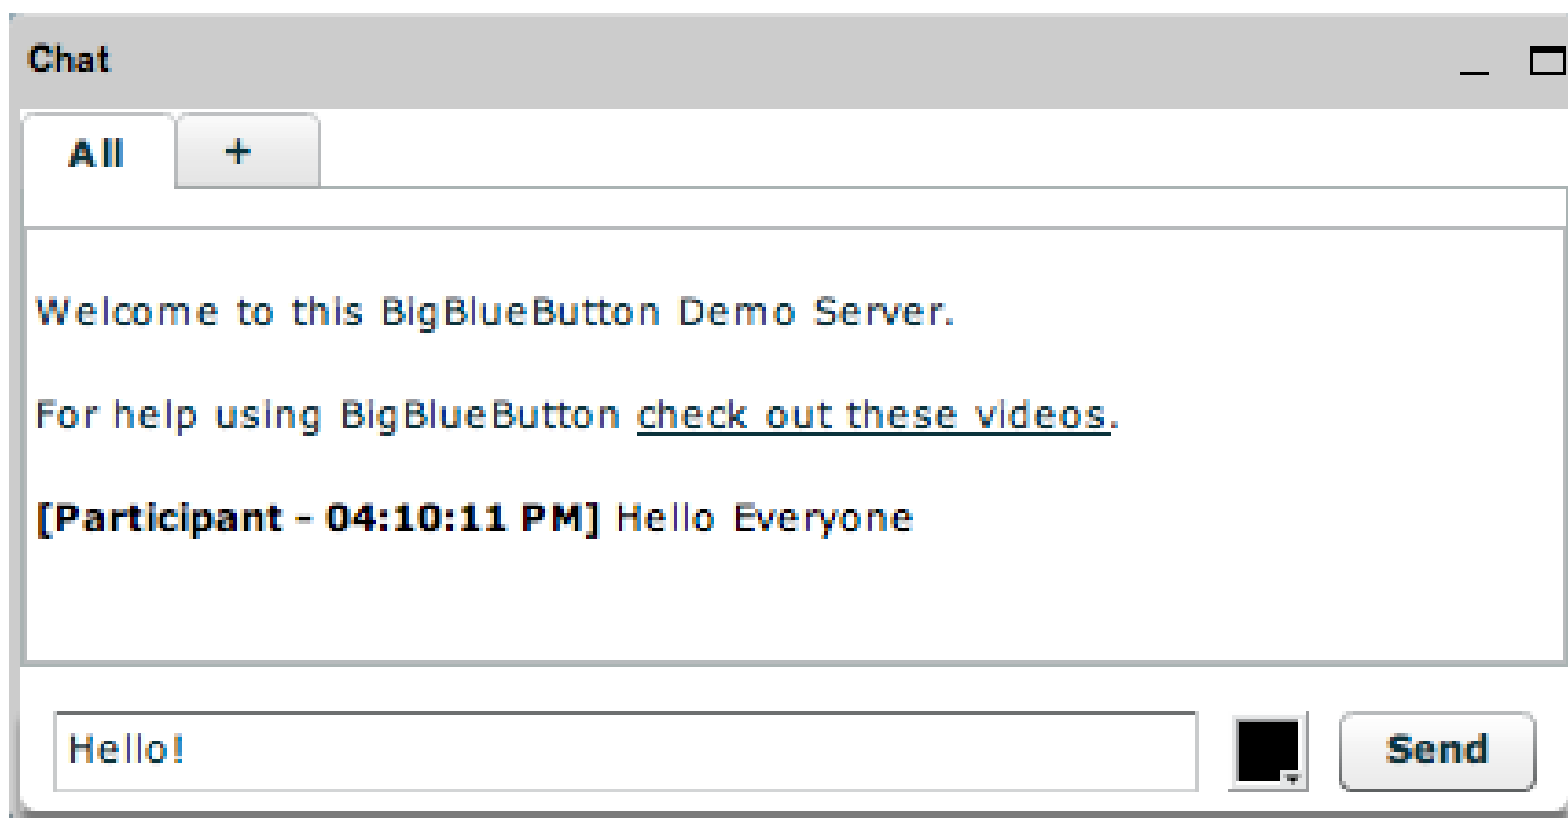 Chat
All +
Welcome to this BigBlueButton Demo Server.
For help using BigBlueButton check out these videos.
[Participant - 04:10:11 PM] Hello Everyone
Hello! Send